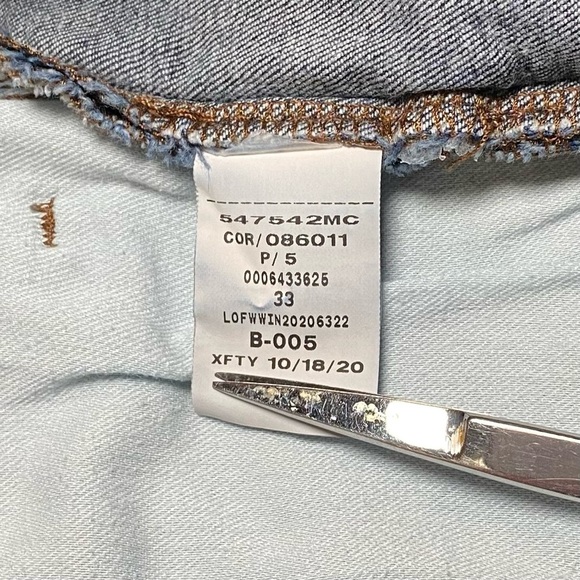 547542MC
COR/086011
P/5
0006433625
33
LOFWWIN20206322
B-005
XFTY 10/18/20